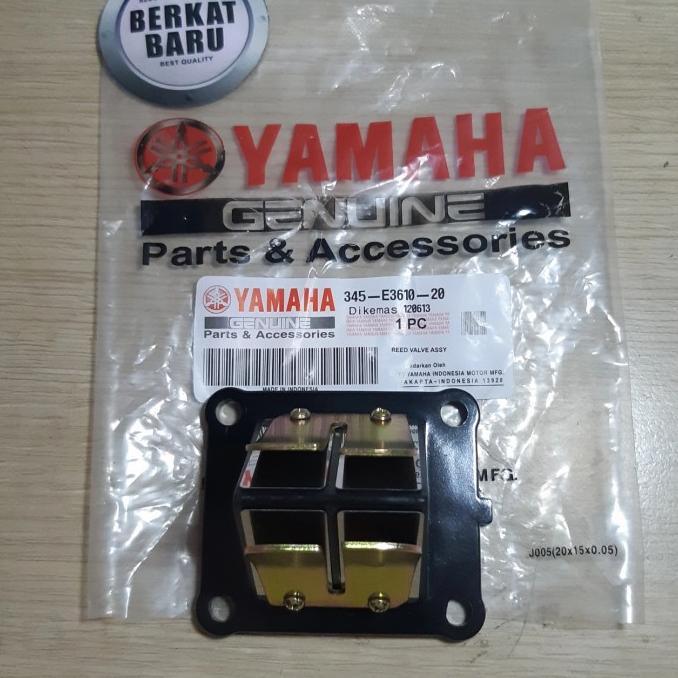 BERKAT
BARU
BEST QUALITY
YAMAHA
GENUINE
Parts & Accessories
YAMAHA 345-E3610-20
GENUINE Dikemas 120613
Parts & Accessories 1 PC
REED VALVE ASSY
YAMAHA INDONESIA MOTOR MFG.
MADE IN INDONESIA
JAKARTA-INDONESIA 13920
MFG.
J005(20x15x0.05)